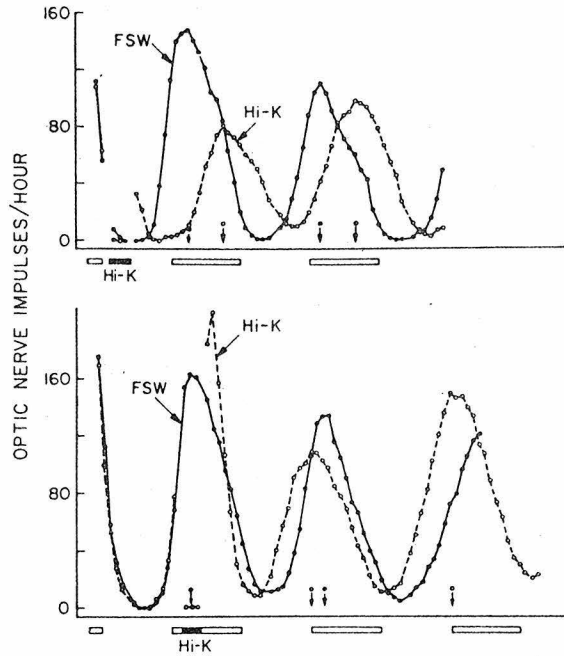 160
FSW
Hi-K
80
0
Hi-K
OPTIC NERVE IMPULSES/HOUR
Hi-K
FSW
160
80
0
Hi-K